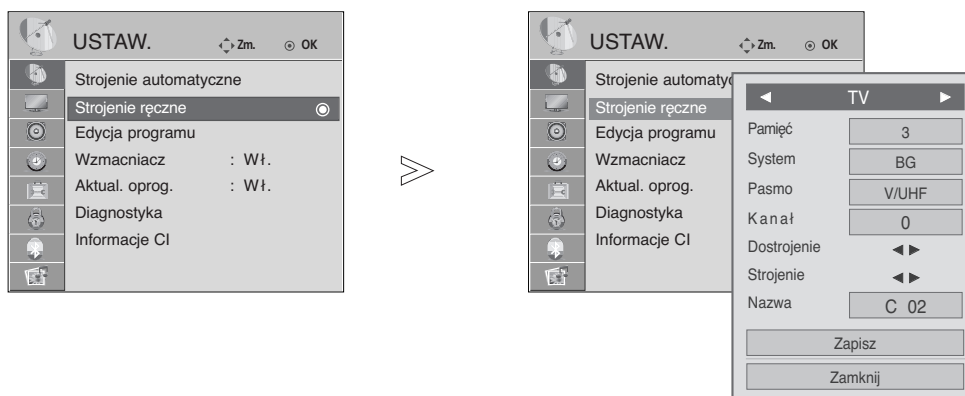 USTAW. Zm. OK
Strojenie automatyczne
Strojenie ręczne
Edycja programu
Wzmacniacz : Wł.
Aktual. oprog. : Wł.
Diagnostyka
Informacje CI
USTAW. Zm. OK
Strojenie automatyc
Strojenie ręczne
Edycja programu
Wzmacniacz
Aktual. oprog.
Diagnostyka
Informacje CI
TV
Pamięć 3
System BG
Pasmo V/UHF
Kanał 0
Dostrojenie
Strojenie
Nazwa C 02
Zapisz
Zamknij